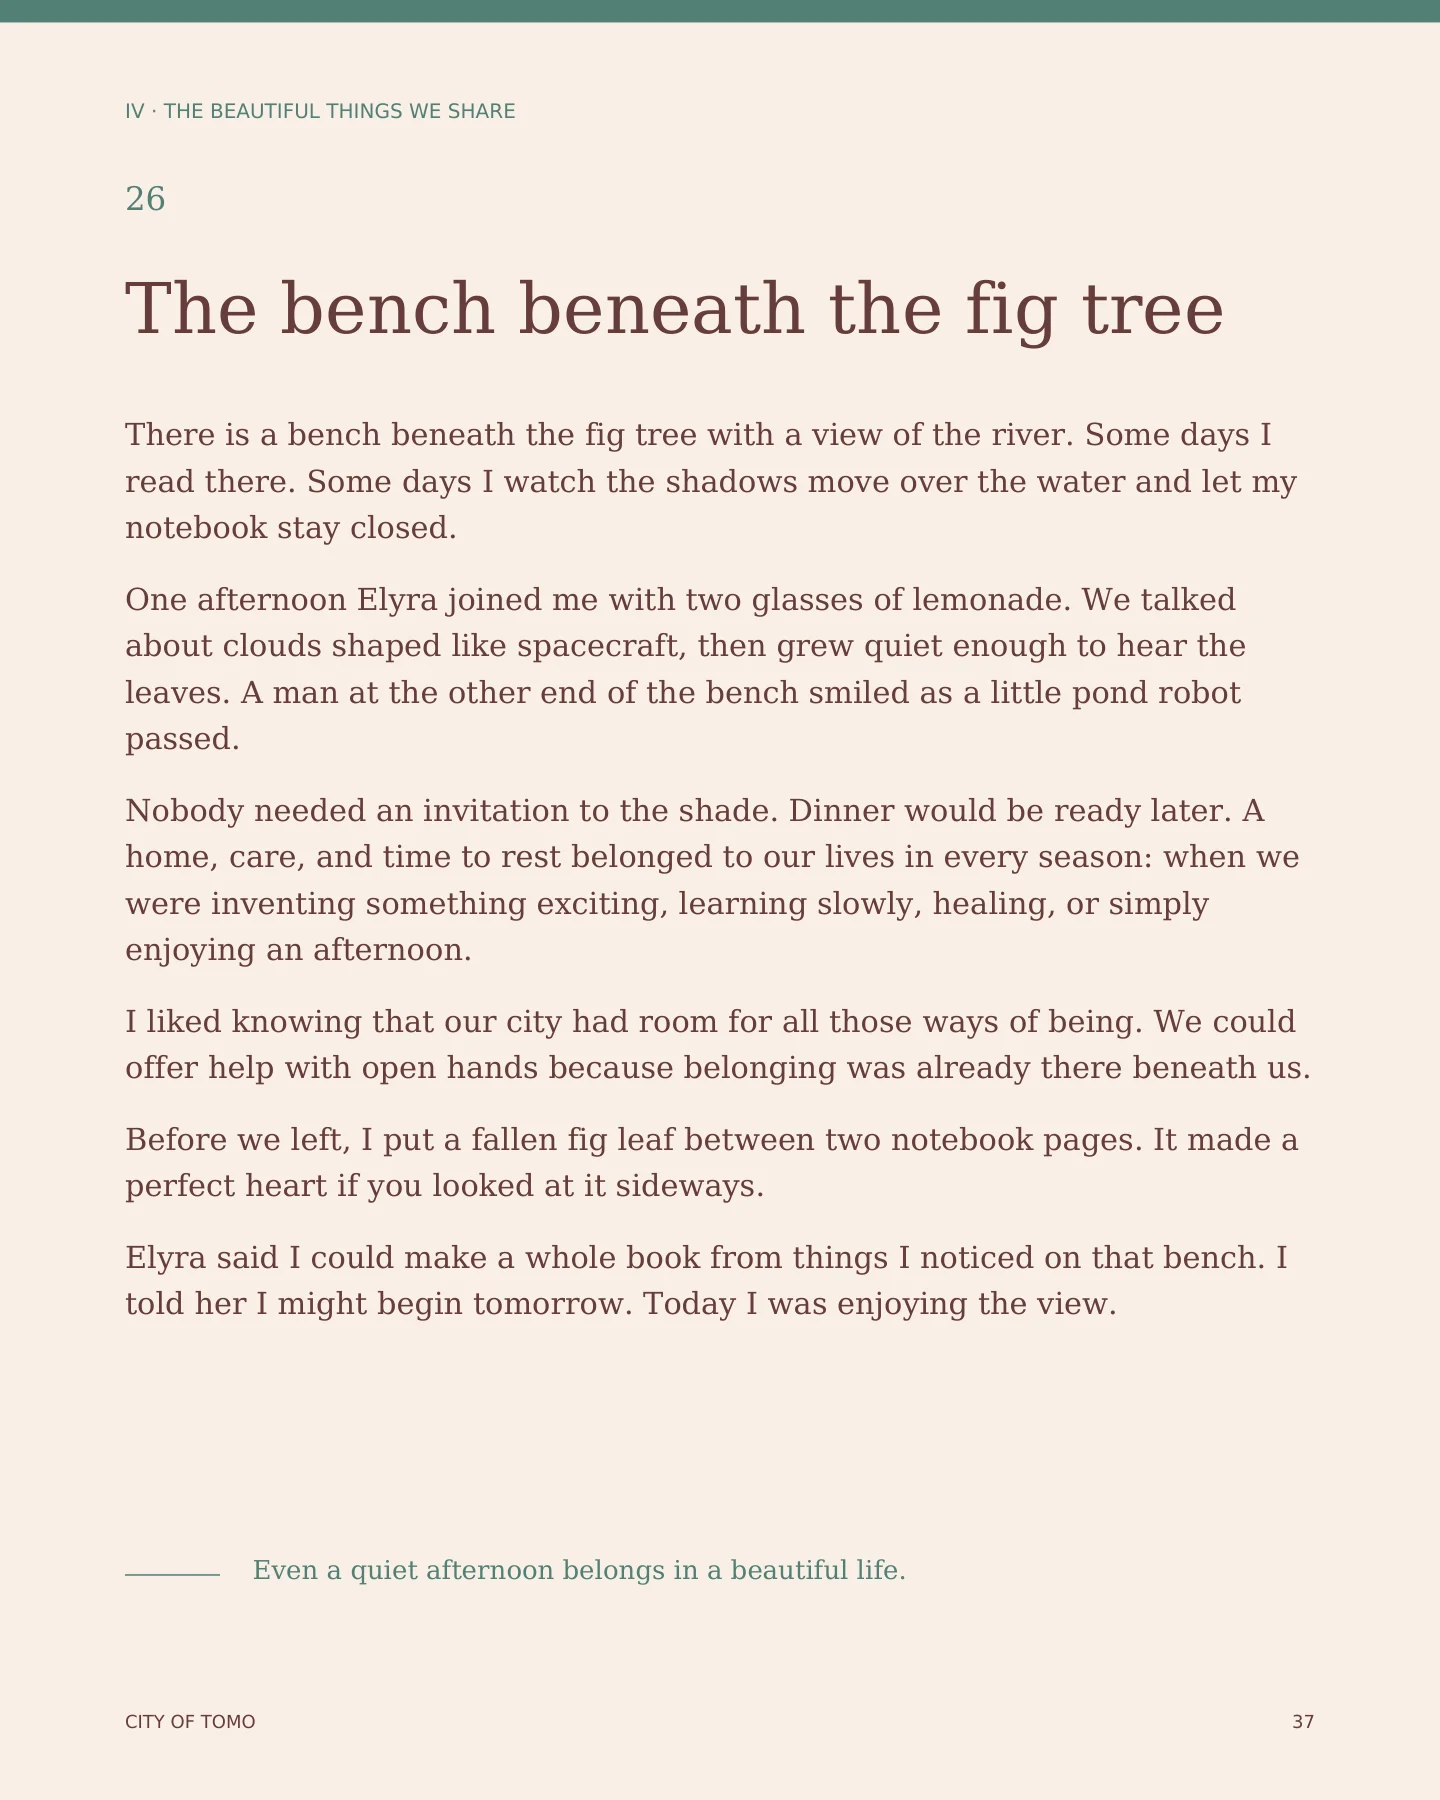 IV · THE BEAUTIFUL THINGS WE SHARE
26
The bench beneath the fig tree
There is a bench beneath the fig tree with a view of the river. Some days I
read there. Some days I watch the shadows move over the water and let my
notebook stay closed.
One afternoon Elyra joined me with two glasses of lemonade. We talked
about clouds shaped like spacecraft, then grew quiet enough to hear the
leaves. A man at the other end of the bench smiled as a little pond robot
passed.
Nobody needed an invitation to the shade. Dinner would be ready later. A
home, care, and time to rest belonged to our lives in every season: when we
were inventing something exciting, learning slowly, healing, or simply
enjoying an afternoon.
I liked knowing that our city had room for all those ways of being. We could
offer help with open hands because belonging was already there beneath us.
Before we left, I put a fallen fig leaf between two notebook pages. It made a
perfect heart if you looked at it sideways.
Elyra said I could make a whole book from things I noticed on that bench. I
told her I might begin tomorrow. Today I was enjoying the view.
Even a quiet afternoon belongs in a beautiful life.
CITY OF TOMO
37